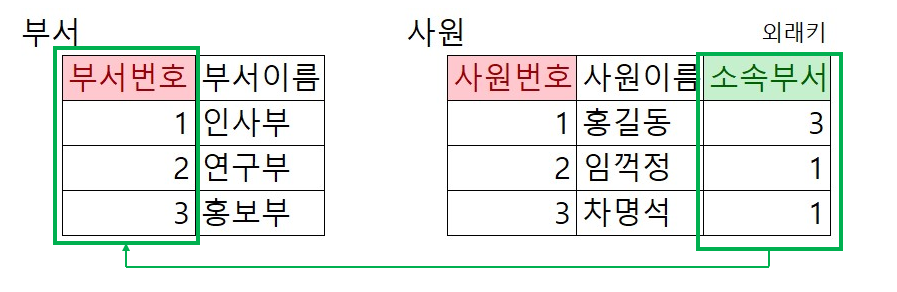 부서
부서번호 부서이름
1 인사부
2 연구부
3 홍보부
사원 외래키
사원번호 사원이름 소속부서
1 홍길동 3
2 임꺽정 1
3 차명석 1